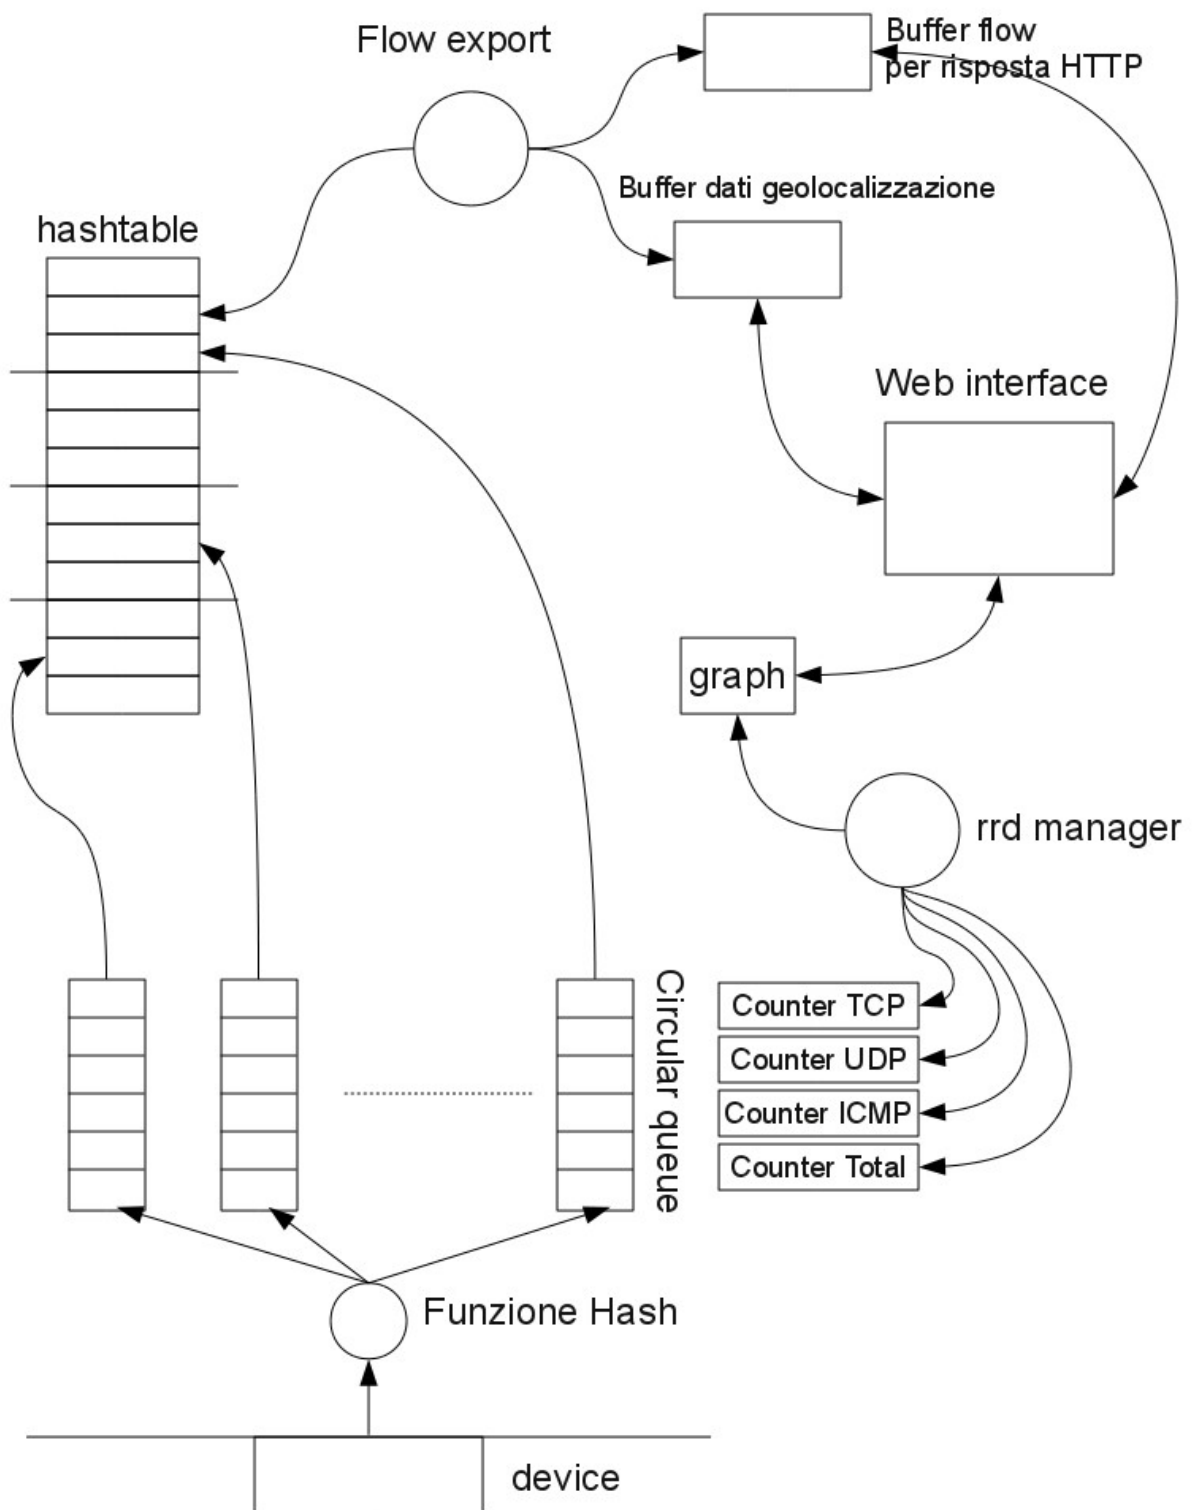 Flow export
Buffer flow
per risposta HTTP
Buffer dati geolocalizzazione
hashtable
Web interface
graph
rrd manager
Circular queue
Counter TCP
Counter UDP
Counter ICMP
Counter Total
Funzione Hash
device